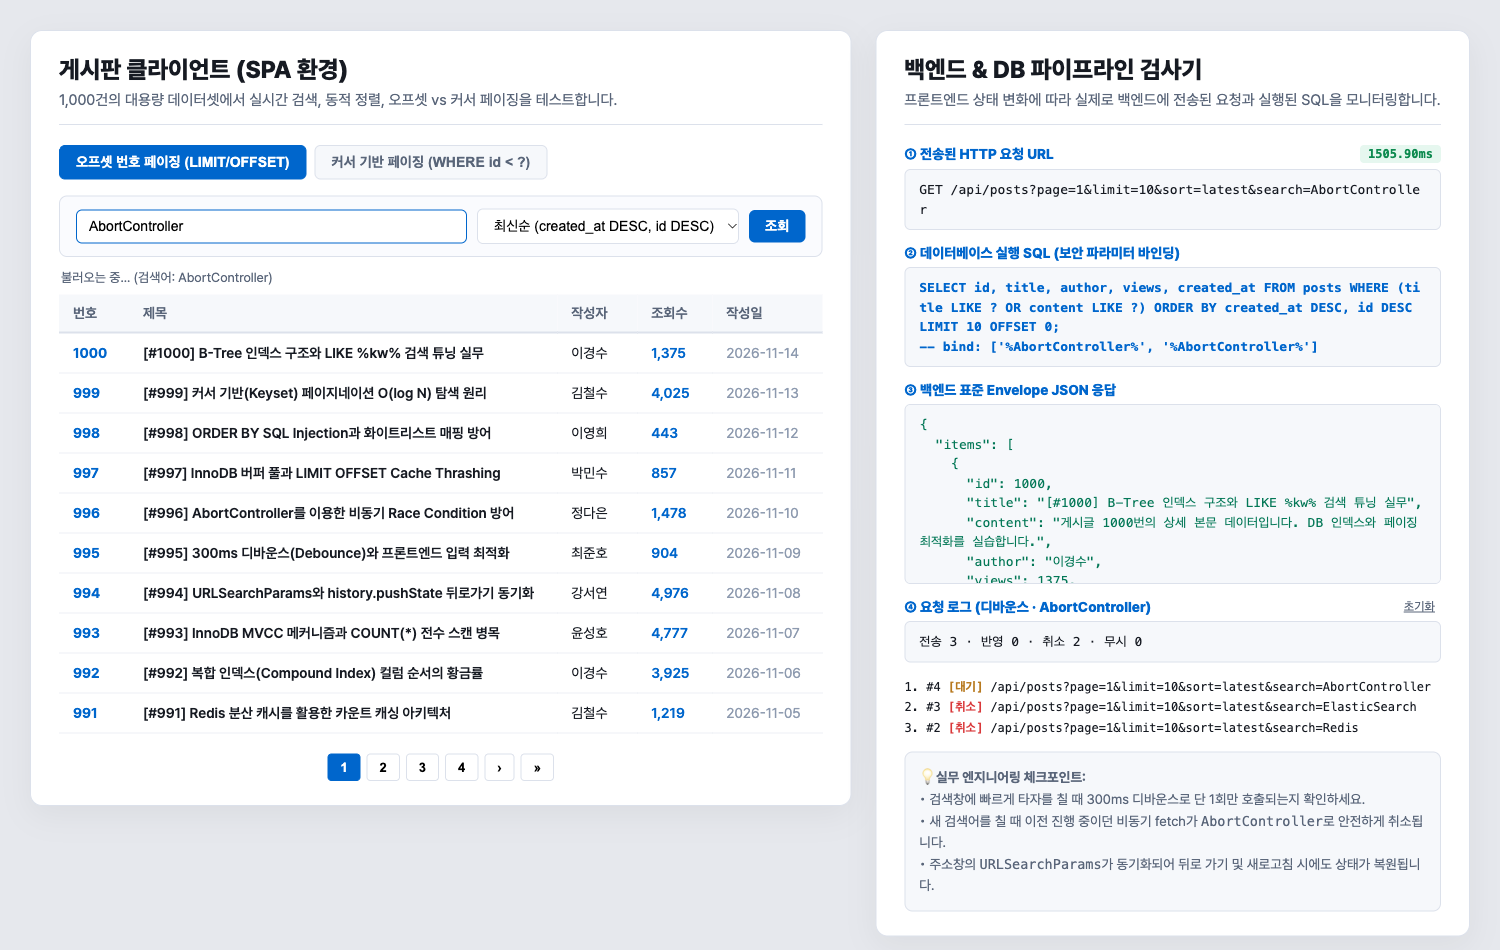 게시판 클라이언트 (SPA 환경)
1,000건의 대용량 데이터셋에서 실시간 검색, 동적 정렬, 오프셋 vs 커서 페이징을 테스트합니다.
오프셋 번호 페이징 (LIMIT/OFFSET)
커서 기반 페이징 (WHERE id < ?)
AbortController
최신순 (created_at DESC, id DESC)
조회
불러오는 중... (검색어: AbortController)
번호 제목 작성자 조회수 작성일
1000 [#1000] B-Tree 인덱스 구조와 LIKE %kw% 검색 튜닝 실무 이경수 1,375 2026-11-14
999 [#999] 커서 기반(Keyset) 페이지네이션 O(log N) 탐색 원리 김철수 4,025 2026-11-13
998 [#998] ORDER BY SQL Injection과 화이트리스트 매핑 방어 이영희 443 2026-11-12
997 [#997] InnoDB 버퍼 풀과 LIMIT OFFSET Cache Thrashing 박민수 857 2026-11-11
996 [#996] AbortController를 이용한 비동기 Race Condition 방어 정다은 1,478 2026-11-10
995 [#995] 300ms 디바운스(Debounce)와 프론트엔드 입력 최적화 최준호 904 2026-11-09
994 [#994] URLSearchParams와 history.pushState 뒤로가기 동기화 강서연 4,976 2026-11-08
993 [#993] InnoDB MVCC 메커니즘과 COUNT(*) 전수 스캔 병목 윤성호 4,777 2026-11-07
992 [#992] 복합 인덱스(Compound Index) 컬럼 순서의 황금률 이경수 3,925 2026-11-06
991 [#991] Redis 분산 캐시를 활용한 카운트 캐싱 아키텍처 김철수 1,219 2026-11-05
1 2 3 4 › »
백엔드 & DB 파이프라인 검사기
프론트엔드 상태 변화에 따라 실제로 백엔드에 전송된 요청과 실행된 SQL을 모니터링합니다.
① 전송된 HTTP 요청 URL 1505.90ms
GET /api/posts?page=1&limit=10&sort=latest&search=AbortControlle
r
② 데이터베이스 실행 SQL (보안 파라미터 바인딩)
SELECT id, title, author, views, created_at FROM posts WHERE (ti
tle LIKE ? OR content LIKE ?) ORDER BY created_at DESC, id DESC
LIMIT 10 OFFSET 0;
-- bind: ['%AbortController%', '%AbortController%']
③ 백엔드 표준 Envelope JSON 응답
{
"items": [
{
"id": 1000,
"title": "[#1000] B-Tree 인덱스 구조와 LIKE %kw% 검색 튜닝 실무",
"content": "게시글 1000번의 상세 본문 데이터입니다. DB 인덱스와 페이징
최적화를 실습합니다.",
"author": "이경수",
"views": 1375,
④ 요청 로그 (디바운스 · AbortController) 초기화
전송 3 · 반영 0 · 취소 2 · 무시 0
1. #4 [대기] /api/posts?page=1&limit=10&sort=latest&search=AbortController
2. #3 [취소] /api/posts?page=1&limit=10&sort=latest&search=ElasticSearch
3. #2 [취소] /api/posts?page=1&limit=10&sort=latest&search=Redis
💡실무 엔지니어링 체크포인트:
• 검색창에 빠르게 타자를 칠 때 300ms 디바운스로 단 1회만 호출되는지 확인하세요.
• 새 검색어를 칠 때 이전 진행 중이던 비동기 fetch가 AbortController로 안전하게 취소됩
니다.
• 주소창의 URLSearchParams가 동기화되어 뒤로 가기 및 새로고침 시에도 상태가 복원됩니
다.